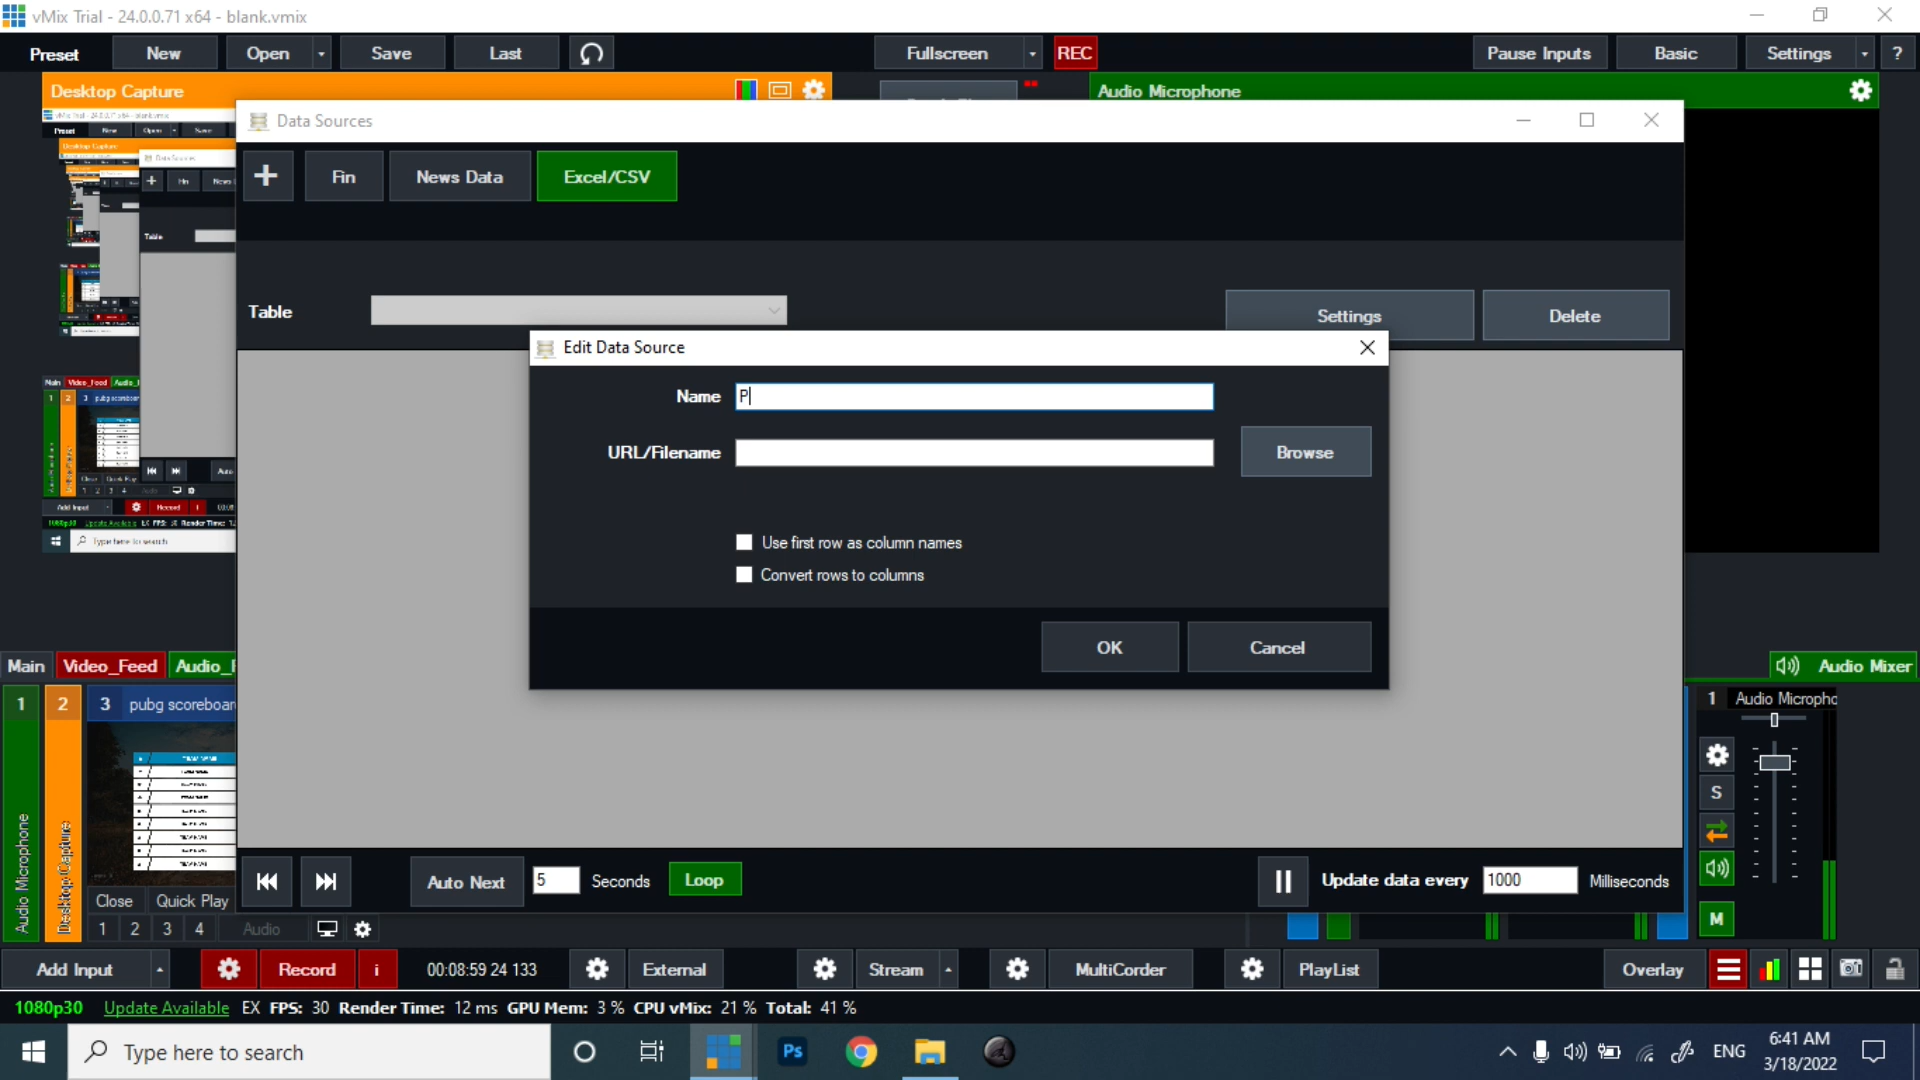 vMix Trial - 24.0.0.71 x64 - blank.vmix
Preset New Open Save Last Fullscreen REC Pause Inputs Basic Settings ?
Desktop Capture
Audio Microphone
Data Sources
Fin News Data Excel/CSV
Table
Settings Delete
Edit Data Source
Name P
URL/Filename Browse
Use first row as column names
Convert rows to columns
OK Cancel
Main Video_Feed Audio_
Audio Mixer
1 2 3 pubg scoreboar
TEAM NAME
1 Audio Microphc
S
M
Audio Microphone
Desktop Capture
Close Quick Play
1 2 3 4 Audio
Auto Next 5 Seconds Loop
Update data every 1000 Milliseconds
Add Input Record i 00:08:59 24 133 External Stream MultiCorder PlayList Overlay
1080p30 Update Available EX FPS: 30 Render Time: 12 ms GPU Mem: 3 % CPU vMix: 21 % Total: 41 %
Type here to search
Ps
ENG
6:41 AM
3/18/2022